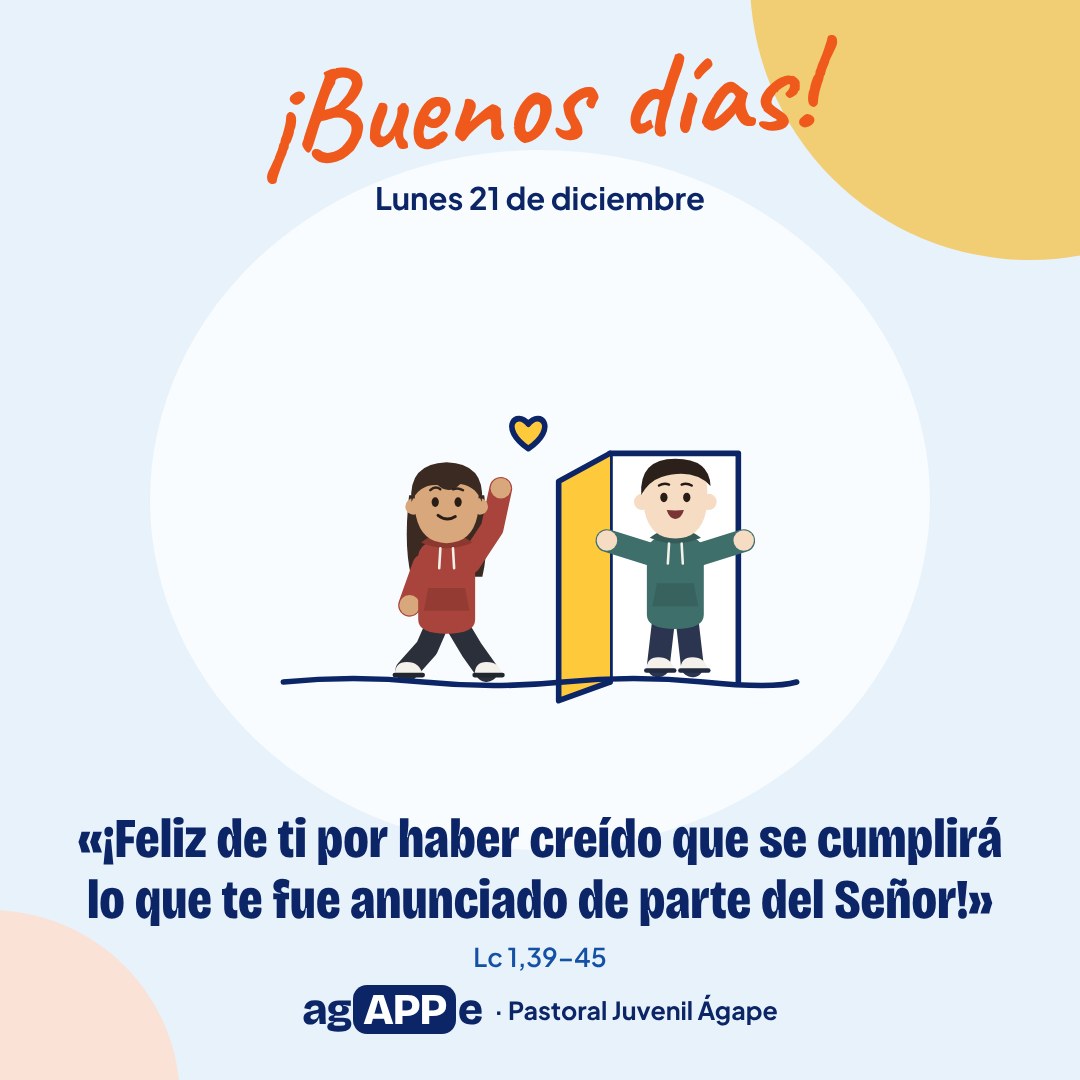 ¡Buenos días!
Lunes 21 de diciembre
«¡Feliz de ti por haber creído que se cumplirá
lo que te fue anunciado de parte del Señor!»
Lc 1,39–45
agAPPe · Pastoral Juvenil Ágape